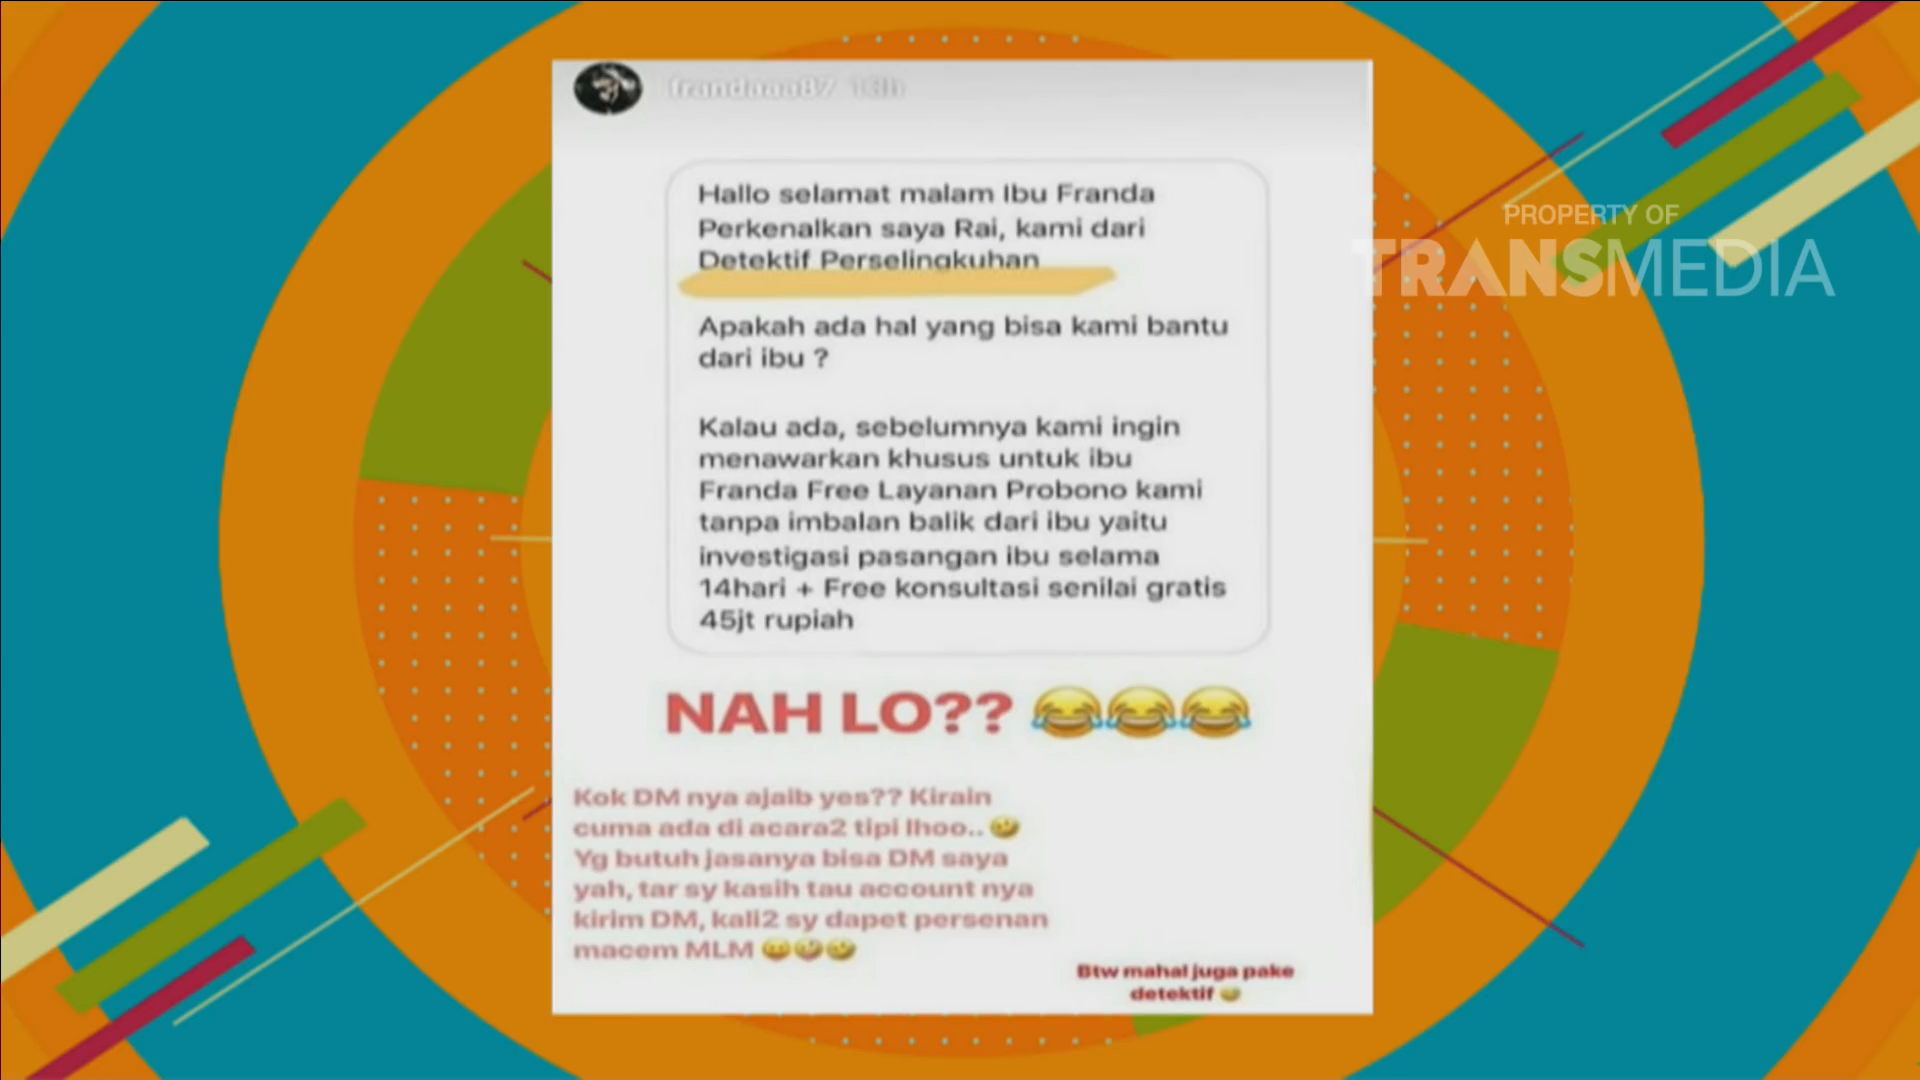 frandaaa87 13h
Hallo selamat malam Ibu Franda
Perkenalkan saya Rai, kami dari
Detektif Perselingkuhan
Apakah ada hal yang bisa kami bantu
dari ibu ?
Kalau ada, sebelumnya kami ingin
menawarkan khusus untuk ibu
Franda Free Layanan Probono kami
tanpa imbalan balik dari ibu yaitu
investigasi pasangan ibu selama
14hari + Free konsultasi senilai gratis
45jt rupiah
NAH LO?? 😂😂😂
Kok DM nya ajaib yes?? Kirain
cuma ada di acara2 tipi lhoo.. 🤣
Yg butuh jasanya bisa DM saya
yah, tar sy kasih tau account nya
kirim DM, kali2 sy dapet persenan
macem MLM 😝🤣🤣
Btw mahal juga pake
detektif 😂
PROPERTY OF
TRANSMEDIA